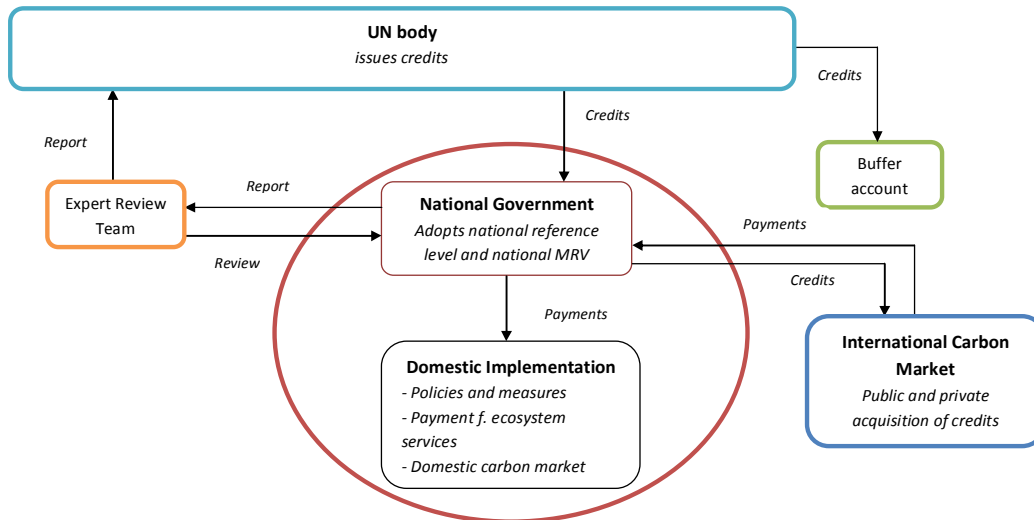 UN body
issues credits
Credits
Report
Credits
Buffer
account
Expert Review
Team
Report
National Government
Adopts national reference
level and national MRV
Review
Payments
Credits
Payments
International Carbon
Market
Public and private
acquisition of credits
Domestic Implementation
- Policies and measures
- Payment f. ecosystem
services
- Domestic carbon market